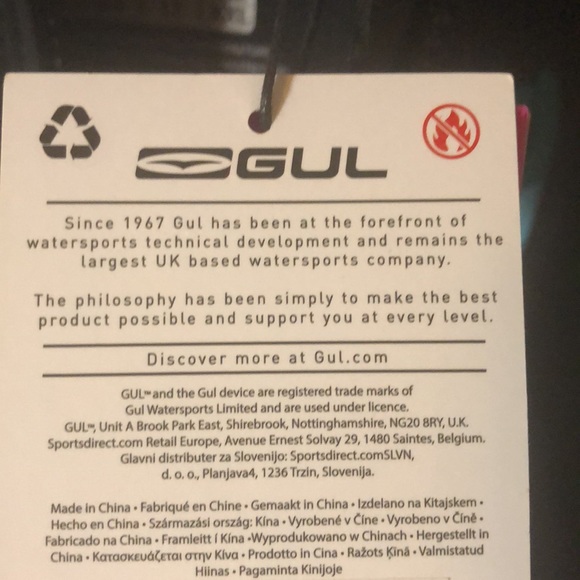 GUL
Since 1967 Gul has been at the forefront of
watersports technical development and remains the
largest UK based watersports company.
The philosophy has been simply to make the best
product possible and support you at every level.
Discover more at Gul.com
GUL™ and the Gul device are registered trade marks of
Gul Watersports Limited and are used under licence.
GUL™, Unit A Brook Park East, Shirebrook, Nottinghamshire, NG20 8RY, U.K.
Sportsdirect.com Retail Europe, Avenue Ernest Solvay 29, 1480 Saintes, Belgium.
Glavni distributer za Slovenijo: Sportsdirect.comSLVN,
d. o. o., Planjava4, 1236 Trzin, Slovenija.
Made in China • Fabriqué en Chine • Gemaakt in China • Izdelano na Kitajskem •
Hecho en China • Származási ország: Kína • Vyrobené v Číne • Vyrobeno v Číně •
Fabricado na China • Framleitt í Kína •Wyprodukowano w Chinach • Hergestellt in
China • Κατασκευάζεται στην Κίνα • Prodotto in Cina • Ražots Ķīnā • Valmistatud
Hiinas • Pagaminta Kinijoje